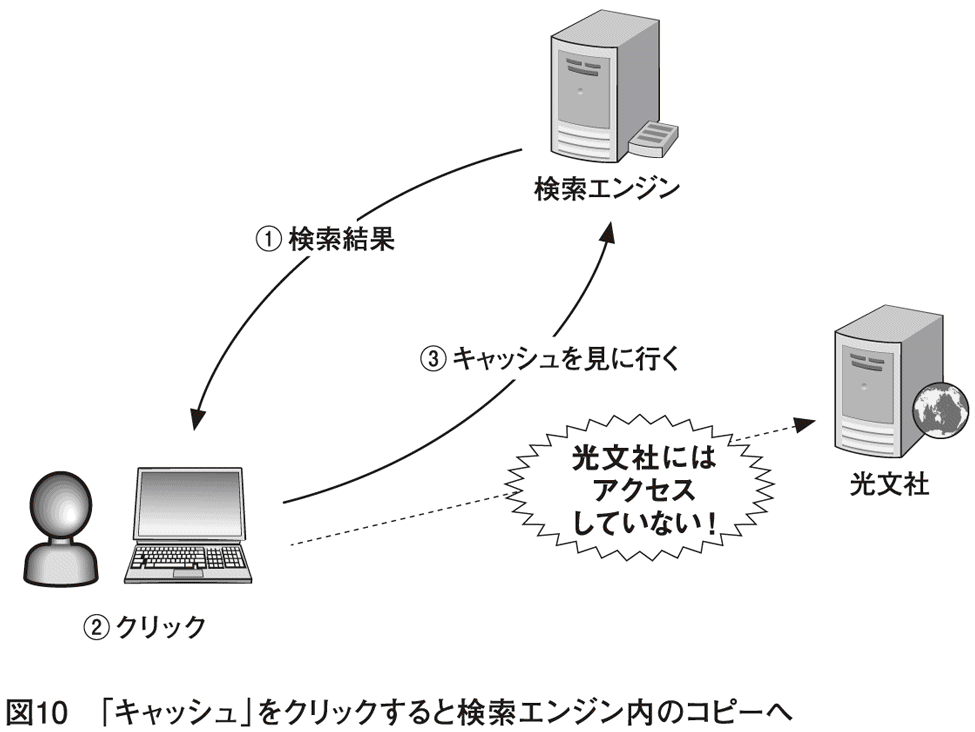 検索エンジン
①検索結果
③キャッシュを見に行く
光文社には
アクセス
していない！
光文社
②クリック
図10　「キャッシュ」をクリックすると検索エンジン内のコピーへ